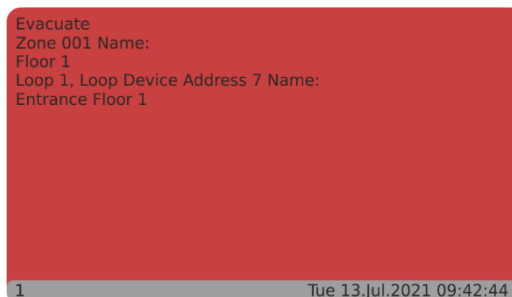 Evacuate
Zone 001 Name:
Floor 1
Loop 1, Loop Device Address 7 Name:
Entrance Floor 1
1 Tue 13.Jul.2021 09:42:44